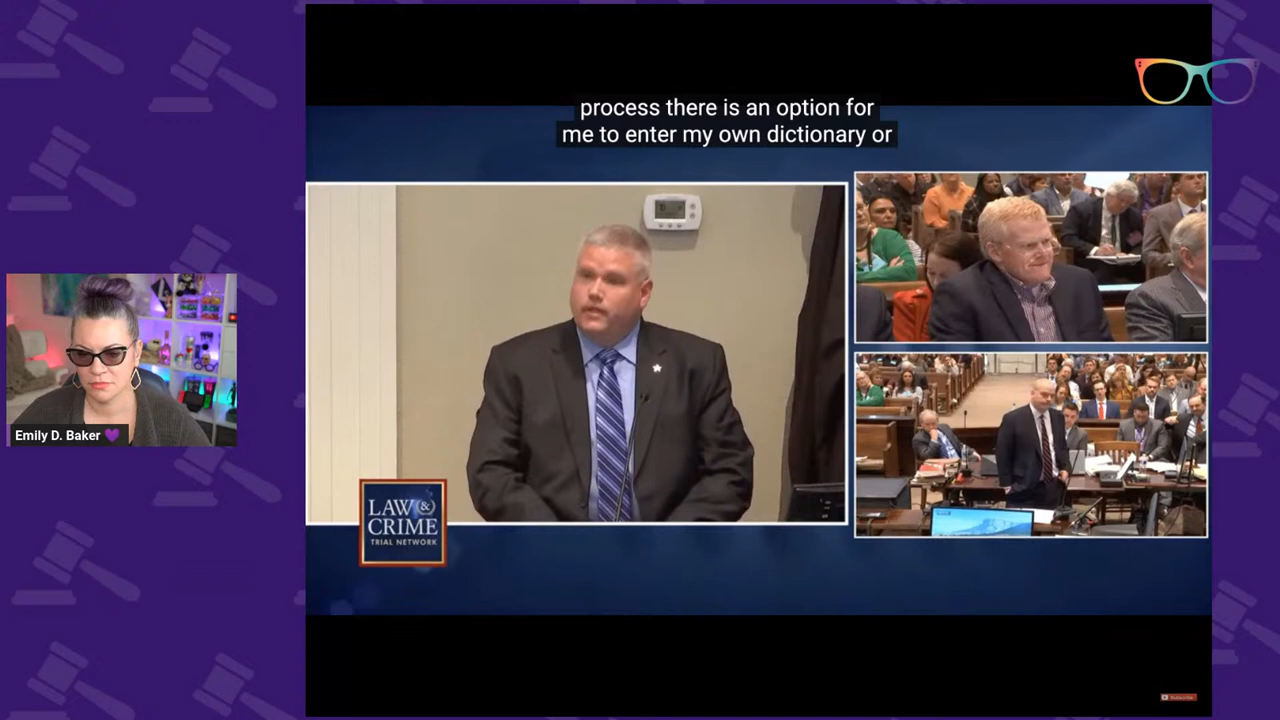 process there is an option for
me to enter my own dictionary or
Emily D. Baker 💜
LAW &
CRIME
TRIAL NETWORK
Subscribe